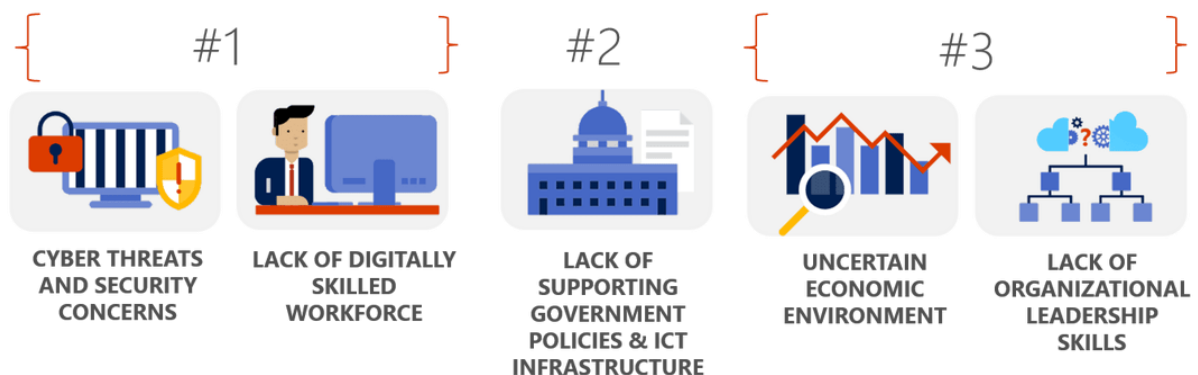 #1
#2
#3
CYBER THREATS
AND SECURITY
CONCERNS
LACK OF DIGITALLY
SKILLED
WORKFORCE
LACK OF
SUPPORTING
GOVERNMENT
POLICIES & ICT
INFRASTRUCTURE
UNCERTAIN
ECONOMIC
ENVIRONMENT
LACK OF
ORGANIZATIONAL
LEADERSHIP
SKILLS